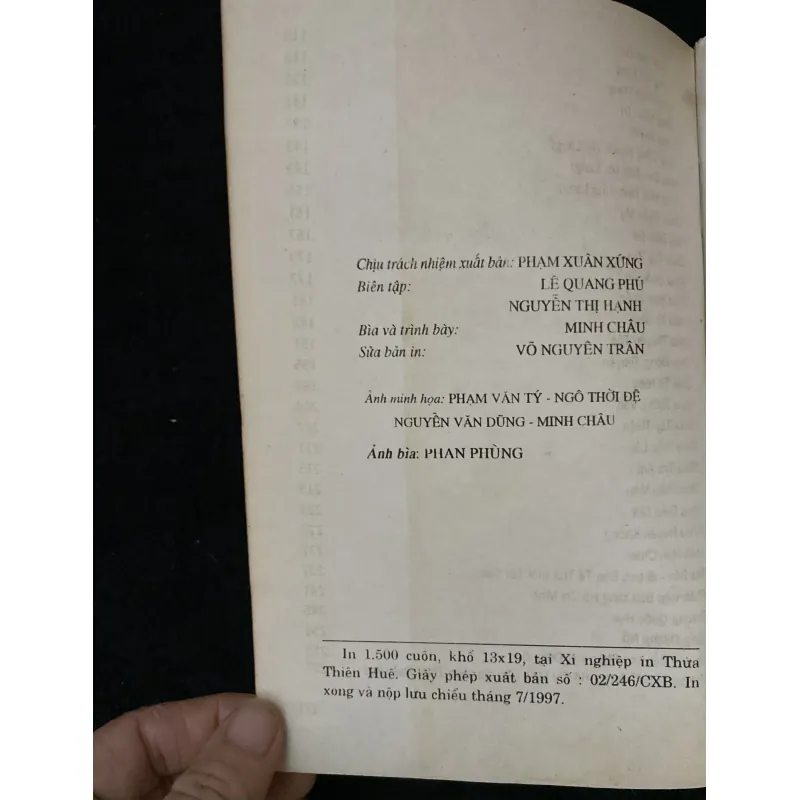 Chịu trách nhiệm xuất bản: PHẠM XUÂN XỨNG
Biên tập: LÊ QUANG PHÚ
NGUYỄN THỊ HẠNH
Bìa và trình bày: MINH CHÂU
Sửa bản in: VÕ NGUYÊN TRÂN
Ảnh minh họa: PHẠM VĂN TÝ - NGÔ THỜI ĐỆ
NGUYỄN VĂN DŨNG - MINH CHÂU
Ảnh bìa: PHAN PHÙNG
In 1.500 cuôn, khổ 13x19, tại Xí nghiệp in Thừa
Thiên Huê. Giấy phép xuất bản số : 02/246/CXB. In
xong và nộp lưu chiểu tháng 7/1997.